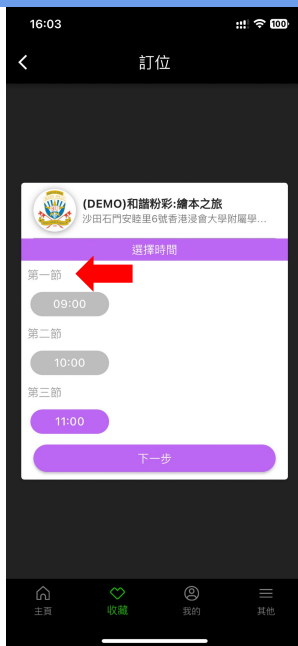 16:03
100
訂位
(DEMO)和諧粉彩:繪本之旅
沙田石門安睦里6號香港浸會大學附屬學...
選擇時間
第一節
09:00
第二節
10:00
第三節
11:00
下一步
主頁
收藏
我的
其他